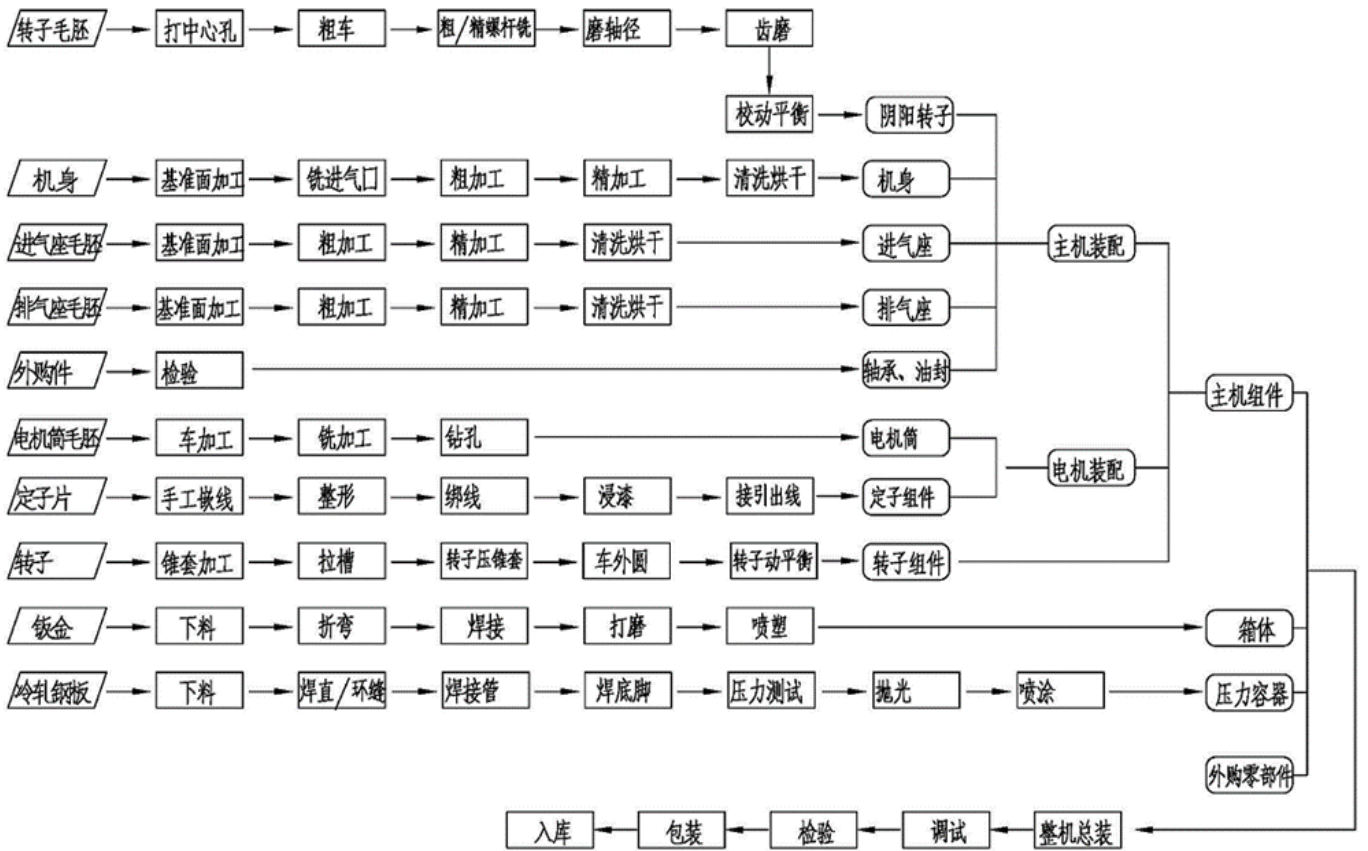 转子毛胚 打中心孔 粗车 粗/精螺杆铣 磨轴径 齿磨
校动平衡 阴阳转子
机身 基准面加工 铣进气口 粗加工 精加工 清洗烘干 机身
进气座毛胚 基准面加工 粗加工 精加工 清洗烘干 进气座 主机装配
排气座毛胚 基准面加工 粗加工 精加工 清洗烘干 排气座
外购件 检验 轴承、油封
主机组件
电机筒毛胚 车加工 铣加工 钻孔 电机筒
电机装配
定子片 手工嵌线 整形 绑线 浸漆 接引出线 定子组件
转子 锥套加工 拉槽 转子压锥套 车外圆 转子动平衡 转子组件
钣金 下料 折弯 焊接 打磨 喷塑 箱体
冷轧钢板 下料 焊直/环缝 焊接管 焊底脚 压力测试 抛光 喷涂 压力容器
外购零部件
入库 包装 检验 调试 整机总装